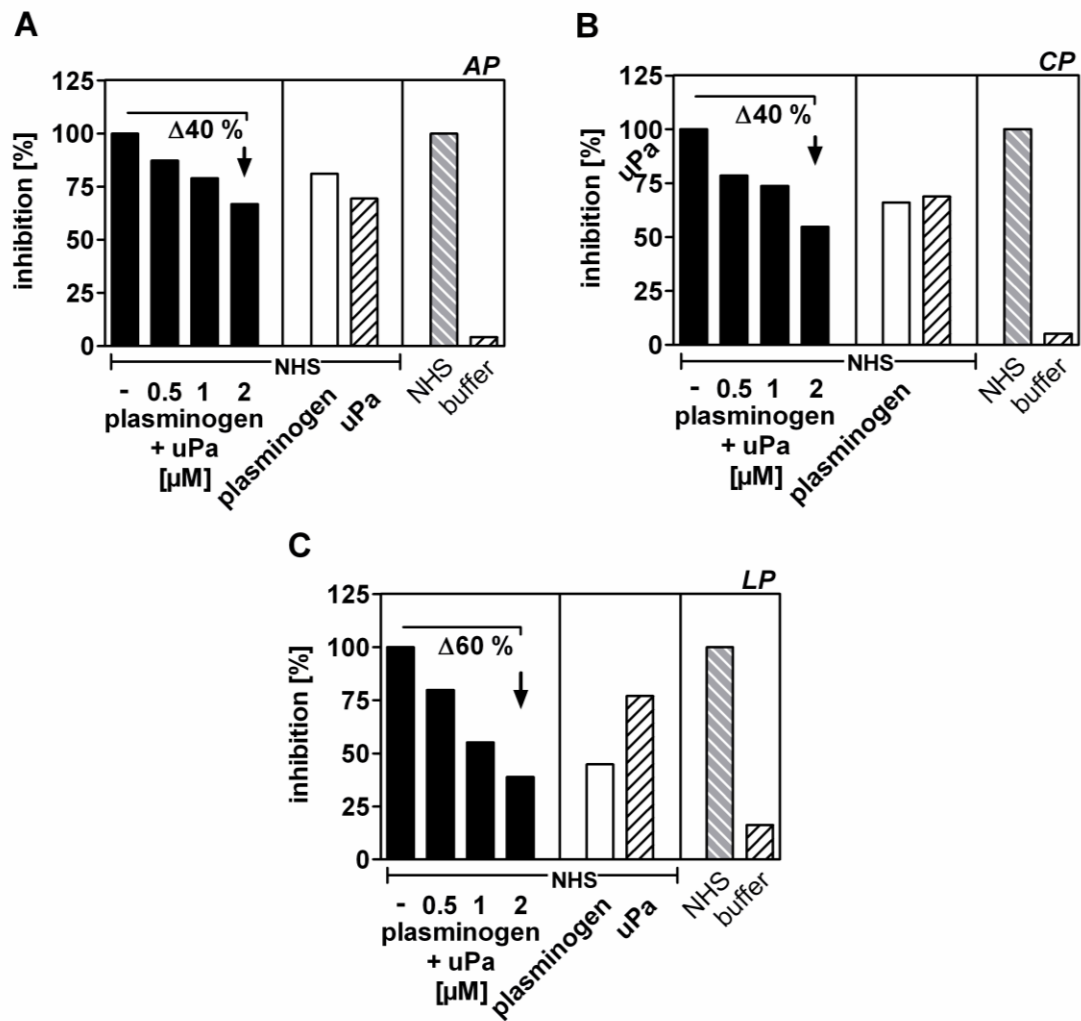 A
AP
inhibition [%]
125
100
75
50
25
0
Δ40 %
NHS
- 0.5 1 2
plasminogen
+ uPa
[µM]
plasminogen
uPa
NHS
buffer
B
CP
inhibition [%]
uPa
125
100
75
50
25
0
Δ40 %
NHS
- 0.5 1 2
plasminogen
+ uPa
[µM]
plasminogen
NHS
buffer
C
LP
inhibition [%]
125
100
75
50
25
0
Δ60 %
NHS
- 0.5 1 2
plasminogen
+ uPa
[µM]
plasminogen
uPa
NHS
buffer